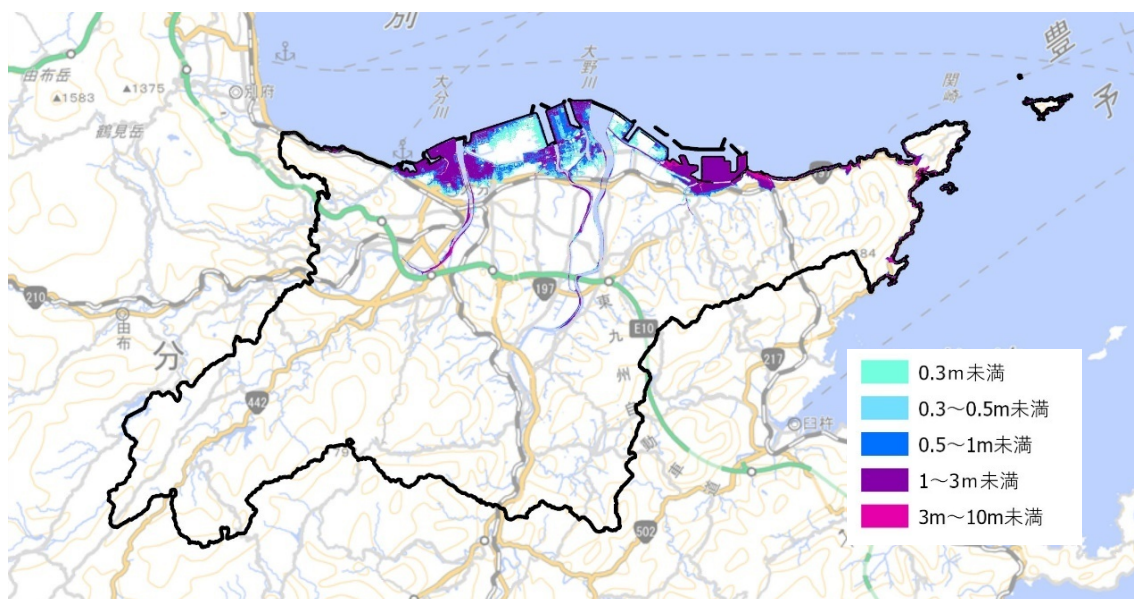 別
豊
予
由布岳
▲1583
▲1375
鶴見岳
別府
大分川
大野川
関崎
210
由布
分
442
197
E10
東九州自動車道
217
臼杵
502
0.3m未満
0.3～0.5m未満
0.5～1m未満
1～3m未満
3m～10m未満